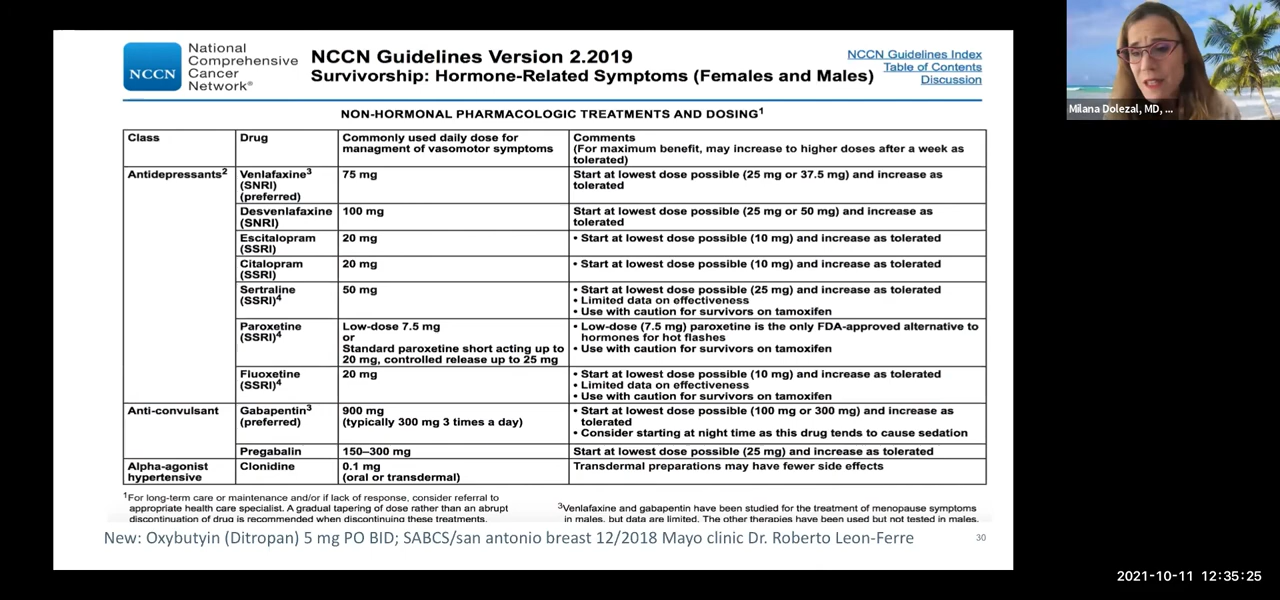 National
Comprehensive
Cancer
Network®
NCCN
NCCN Guidelines Version 2.2019
Survivorship: Hormone-Related Symptoms (Females and Males)
NCCN Guidelines Index
Table of Contents
Discussion
Milana Dolezal, MD, ...
NON-HORMONAL PHARMACOLOGIC TREATMENTS AND DOSING1
Class
Drug
Commonly used daily dose for
managment of vasomotor symptoms
Comments
(For maximum benefit, may increase to higher doses after a week as
tolerated)
Antidepressants2
Venlafaxine3
(SNRI)
(preferred)
75 mg
Start at lowest dose possible (25 mg or 37.5 mg) and increase as
tolerated
Desvenlafaxine
(SNRI)
100 mg
Start at lowest dose possible (25 mg or 50 mg) and increase as
tolerated
Escitalopram
(SSRI)
20 mg
• Start at lowest dose possible (10 mg) and increase as tolerated
Citalopram
(SSRI)
20 mg
• Start at lowest dose possible (10 mg) and increase as tolerated
Sertraline
(SSRI)4
50 mg
• Start at lowest dose possible (25 mg) and increase as tolerated
• Limited data on effectiveness
• Use with caution for survivors on tamoxifen
Paroxetine
(SSRI)4
Low-dose 7.5 mg
or
Standard paroxetine short acting up to
20 mg, controlled release up to 25 mg
• Low-dose (7.5 mg) paroxetine is the only FDA-approved alternative to
hormones for hot flashes
• Use with caution for survivors on tamoxifen
Fluoxetine
(SSRI)4
20 mg
• Start at lowest dose possible (10 mg) and increase as tolerated
• Limited data on effectiveness
• Use with caution for survivors on tamoxifen
Anti-convulsant
Gabapentin3
(preferred)
900 mg
(typically 300 mg 3 times a day)
• Start at lowest dose possible (100 mg or 300 mg) and increase as
tolerated
• Consider starting at night time as this drug tends to cause sedation
Pregabalin
150–300 mg
Start at lowest dose possible (25 mg) and increase as tolerated
Alpha-agonist
hypertensive
Clonidine
0.1 mg
(oral or transdermal)
Transdermal preparations may have fewer side effects
1For long-term care or maintenance and/or if lack of response, consider referral to
appropriate health care specialist. A gradual tapering of dose rather than an abrupt
discontinuation of drug is recommended when discontinuing these treatments.
3Venlafaxine and gabapentin have been studied for the treatment of menopause symptoms
in males, but data are limited. The other therapies have been used but not tested in males.
New: Oxybutyin (Ditropan) 5 mg PO BID; SABCS/san antonio breast 12/2018 Mayo clinic Dr. Roberto Leon-Ferre
30
2021-10-11 12:35:25